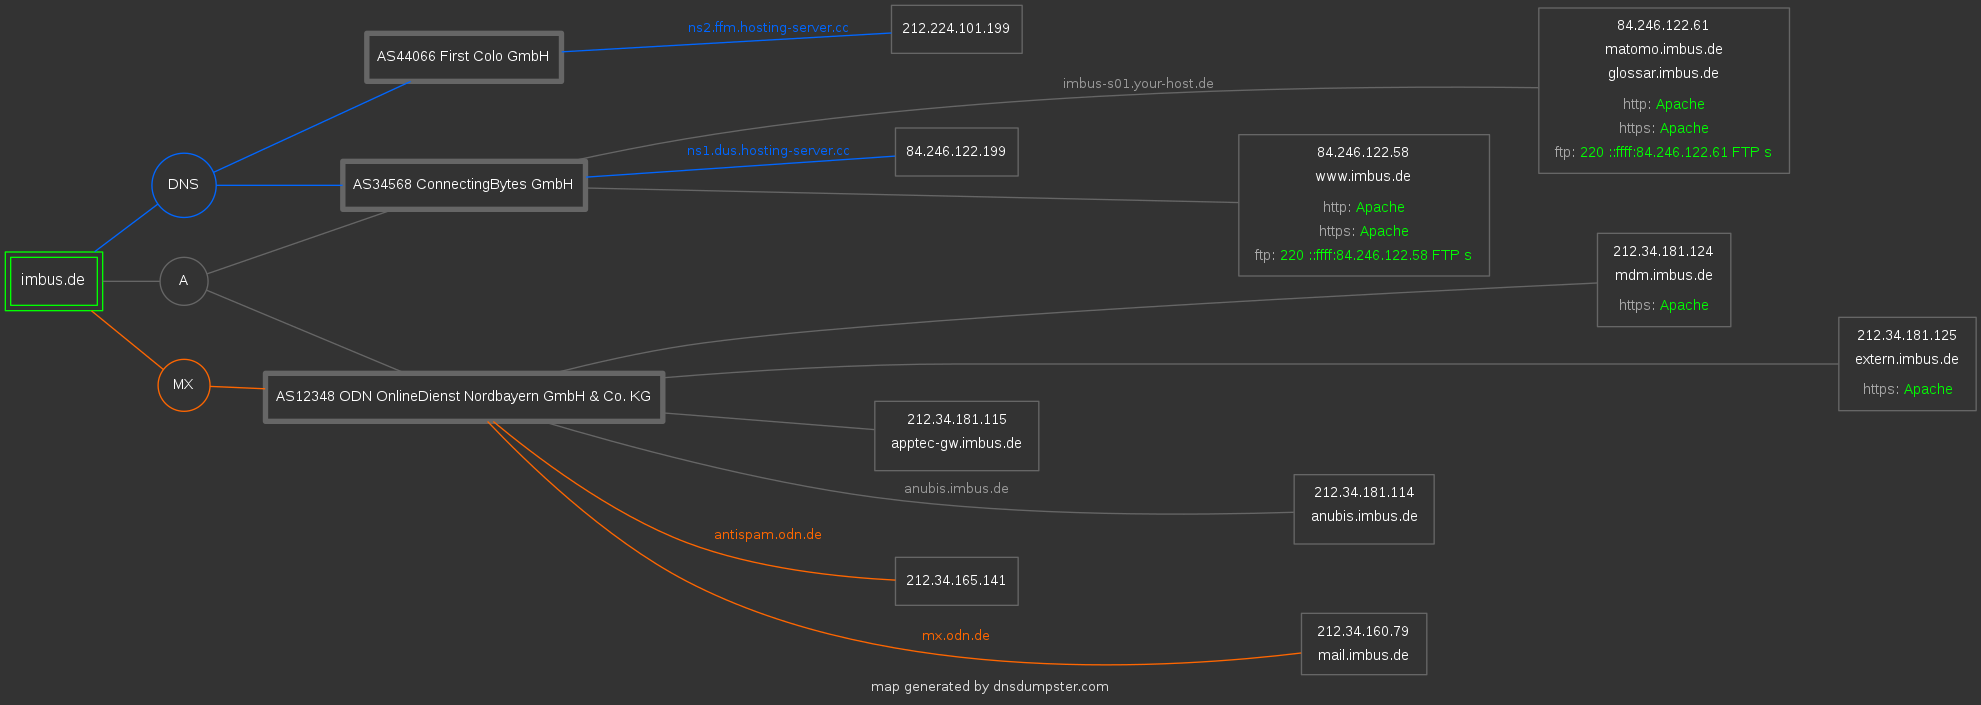 imbus.de
DNS
A
MX
AS44066 First Colo GmbH
AS34568 ConnectingBytes GmbH
AS12348 ODN OnlineDienst Nordbayern GmbH & Co. KG
ns2.ffm.hosting-server.cc
212.224.101.199
imbus-s01.your-host.de
84.246.122.61
matomo.imbus.de
glossar.imbus.de
http: Apache
https: Apache
ftp: 220 ::ffff:84.246.122.61 FTP s
ns1.dus.hosting-server.cc
84.246.122.199
84.246.122.58
www.imbus.de
http: Apache
https: Apache
ftp: 220 ::ffff:84.246.122.58 FTP s
212.34.181.124
mdm.imbus.de
https: Apache
212.34.181.125
extern.imbus.de
https: Apache
212.34.181.115
apptec-gw.imbus.de
anubis.imbus.de
212.34.181.114
anubis.imbus.de
antispam.odn.de
212.34.165.141
mx.odn.de
212.34.160.79
mail.imbus.de
map generated by dnsdumpster.com